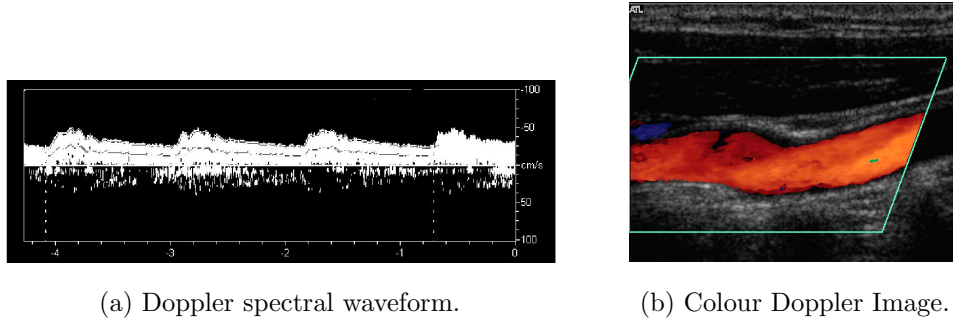 ATL
-100
-50
cm/s
50
100
-4 -3 -2 -1 0
(a) Doppler spectral waveform.
(b) Colour Doppler Image.